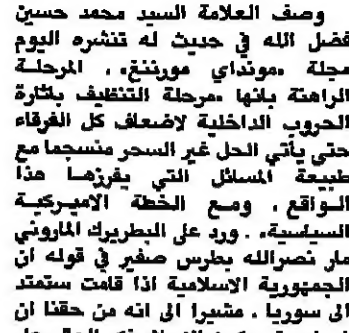 وصف العلامة السيد محمد حسين
فضل الله في حديث له تنشره اليوم
مجلة «مونداي مورننغ»، المرحلة
الراهنة بانها «مرحلة التنظيف باثارة
الحروب الداخلية لاضعاف كل الفرقاء
حتى يأتي الحل غير السحر منسجما مع
طبيعة المسائل التي يفرزها هذا
الواقع، ومع الخطة الاميركية
السياسية». ورد على البطريرك الماروني
مار نصرالله بطرس صفير في قوله ان
الجمهورية الاسلامية اذا قامت ستمتد
الى سوريا، مشيرا الى انه من حقنا ان